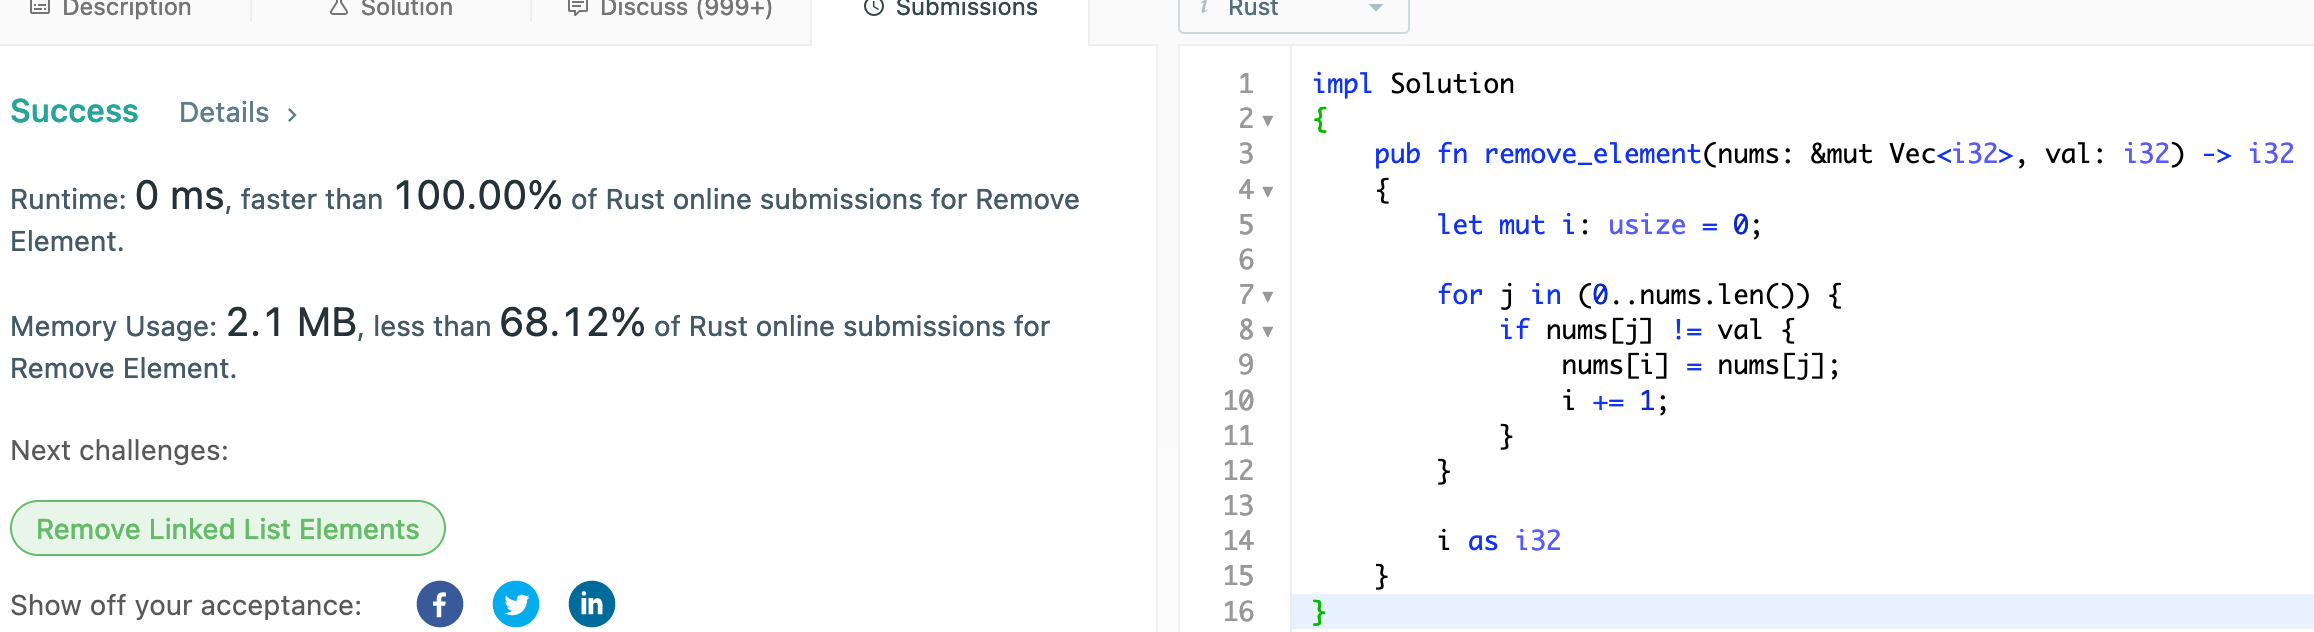 Description Solution Discuss (999+) Submissions
Success Details >
Runtime: 0 ms, faster than 100.00% of Rust online submissions for Remove
Element.
Memory Usage: 2.1 MB, less than 68.12% of Rust online submissions for
Remove Element.
Next challenges:
Remove Linked List Elements
Show off your acceptance: f in
i Rust
1 impl Solution
2 {
3     pub fn remove_element(nums: &mut Vec<i32>, val: i32) -> i32
4     {
5         let mut i: usize = 0;
6
7         for j in (0..nums.len()) {
8             if nums[j] != val {
9                 nums[i] = nums[j];
10                 i += 1;
11             }
12         }
13
14         i as i32
15     }
16 }